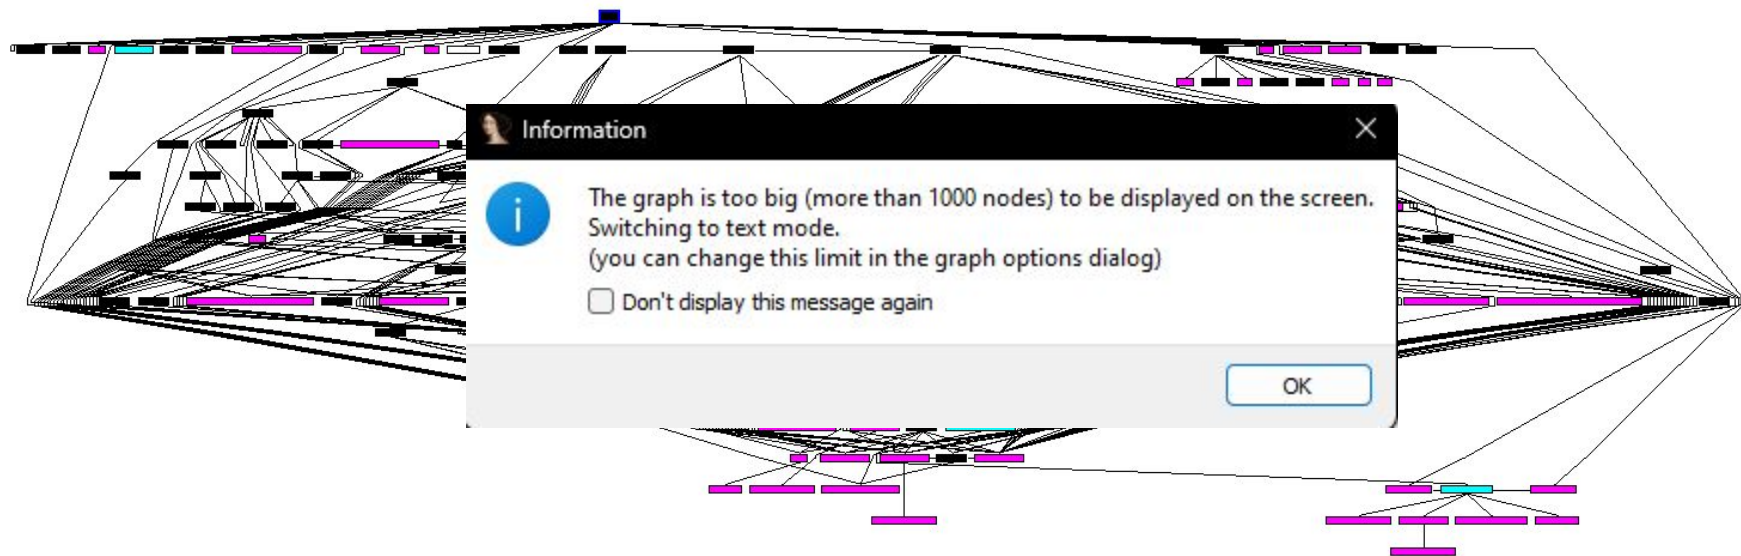 Information
The graph is too big (more than 1000 nodes) to be displayed on the screen.
Switching to text mode.
(you can change this limit in the graph options dialog)
Don't display this message again
OK